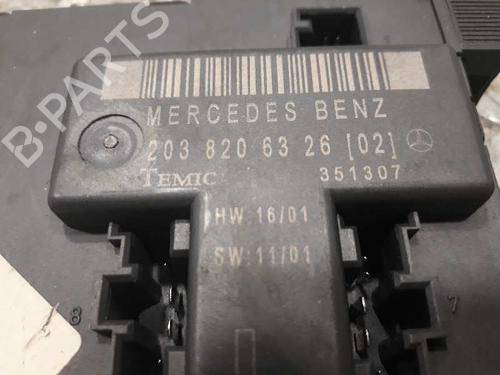 MERCEDES BENZ
203 820 63 26 [02]
TEMIC 351307
HW:16/01
SW:11/01
8 7
B-PARTS